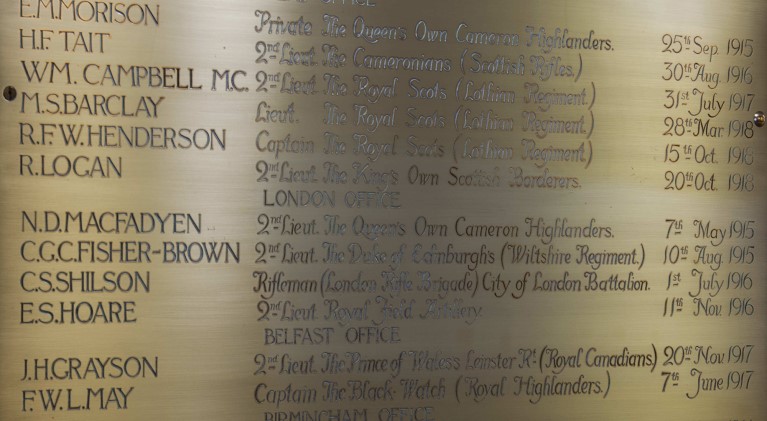 OFFICE
E.M.MORISON Private The Queen's Own Cameron Highlanders. 25th Sep. 1915
H.F. TAIT 2nd Lieut. The Cameronians (Scottish Rifles.) 30th Aug. 1916
WM. CAMPBELL M.C. 2nd Lieut. The Royal Scots (Lothian Regiment.) 31st July 1917
M.S.BARCLAY Lieut. The Royal Scots (Lothian Regiment.) 28th Mar. 1918
R.F.W.HENDERSON Captain The Royal Scots (Lothian Regiment.) 15th Oct. 1918
R.LOGAN 2nd Lieut. The King's Own Scottish Borderers. 20th Oct. 1918
LONDON OFFICE
N.D.MACFADYEN 2nd Lieut. The Queen's Own Cameron Highlanders. 7th May 1915
C.G.C.FISHER-BROWN 2nd Lieut. The Duke of Edinburgh's (Wiltshire Regiment.) 10th Aug. 1915
C.S.SHILSON Rifleman (London Rifle Brigade) City of London Battalion. 1st July 1916
E.S.HOARE 2nd Lieut Royal Field Artillery. 11th Nov. 1916
BELFAST OFFICE
J.H.GRAYSON 2nd Lieut. The Prince of Wales's Leinster Rt. (Royal Canadians) 20th Nov 1917
F.W.L.MAY Captain The Black Watch (Royal Highlanders.) 7th June 1917
BIRMINGHAM OFFICE